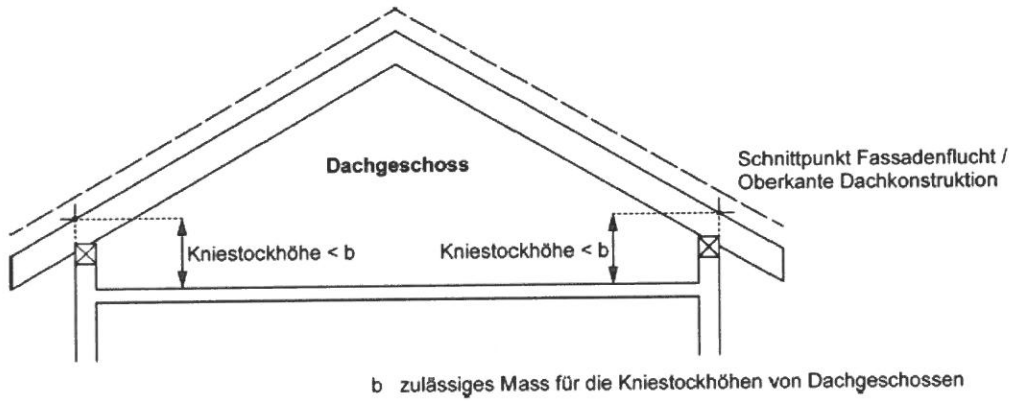 Dachgeschoss
Schnittpunkt Fassadenflucht /
Oberkante Dachkonstruktion
Kniestockhöhe < b
Kniestockhöhe < b
b zulässiges Mass für die Kniestockhöhen von Dachgeschossen